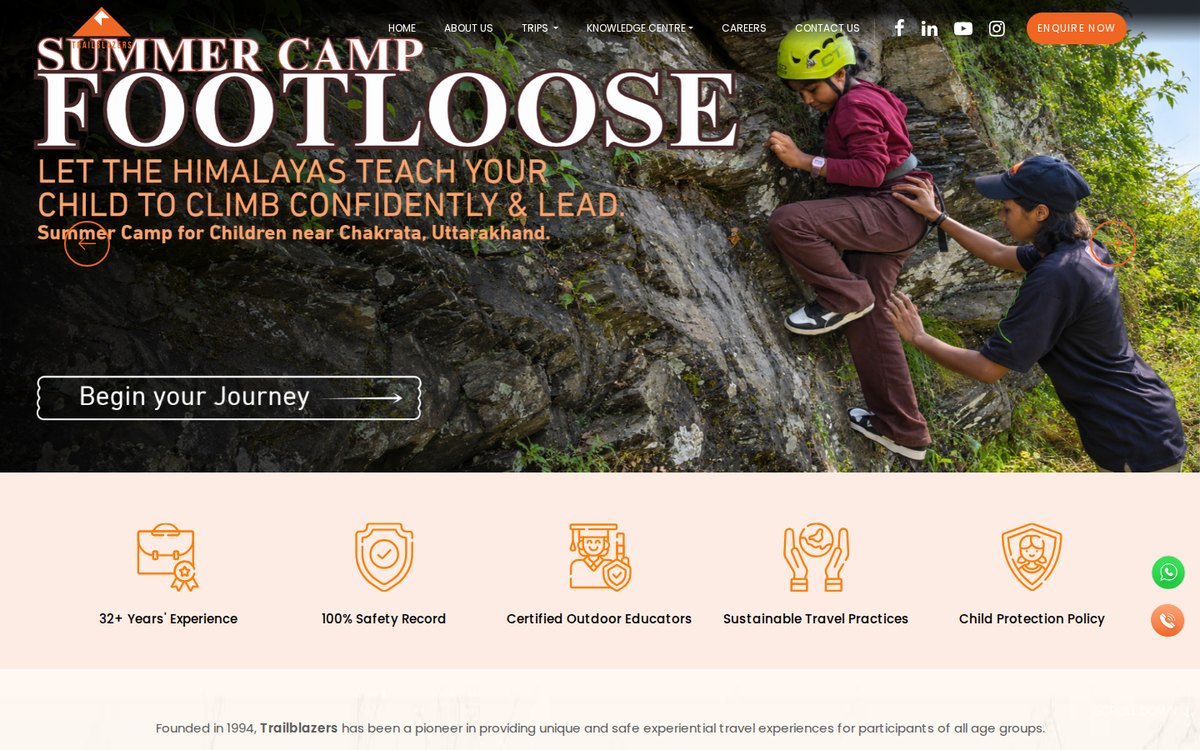 TRAILBLAZERS
HOME ABOUT US TRIPS KNOWLEDGE CENTRE CAREERS CONTACT US ENQUIRE NOW
SUMMER CAMP
FOOTLOOSE
LET THE HIMALAYAS TEACH YOUR
CHILD TO CLIMB CONFIDENTLY & LEAD.
Summer Camp for Children near Chakrata, Uttarakhand.
Begin your Journey
32+ Years' Experience
100% Safety Record
Certified Outdoor Educators
Sustainable Travel Practices
Child Protection Policy
Founded in 1994, Trailblazers has been a pioneer in providing unique and safe experiential travel experiences for participants of all age groups.